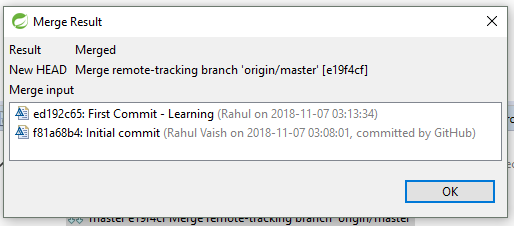 Merge Result
Result Merged
New HEAD Merge remote-tracking branch 'origin/master' [e19f4cf]
Merge input
ed192c65: First Commit - Learning (Rahul on 2018-11-07 03:13:34)
f81a68b4: Initial commit (Rahul Vaish on 2018-11-07 03:08:01, committed by GitHub)
OK
master e19f4cf Merge remote-tracking branch 'origin/master'